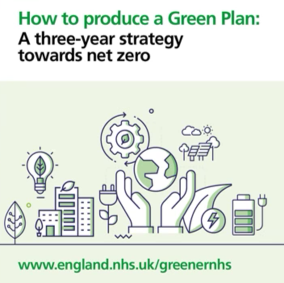 How to produce a Green Plan:
A three-year strategy
towards net zero
www.england.nhs.uk/greenernhs